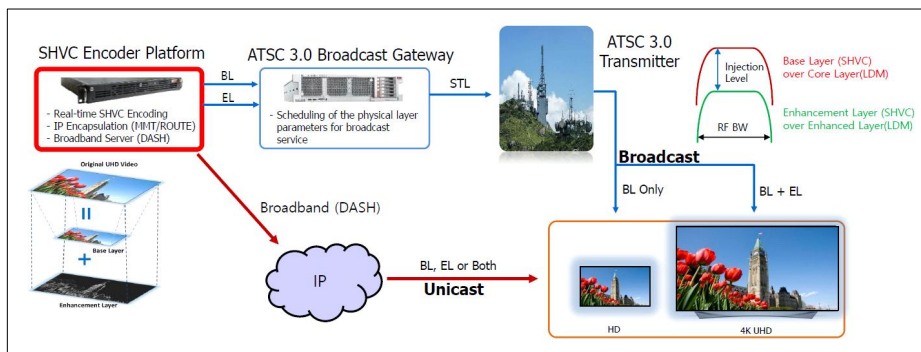 SHVC Encoder Platform
- Real-time SHVC Encoding
- IP Encapsulation (MMT/ROUTE)
- Broadband Server (DASH)
BL
EL
ATSC 3.0 Broadcast Gateway
- Scheduling of the physical layer
parameters for broadcast
service
STL
ATSC 3.0
Transmitter
Injection
Level
RF BW
Base Layer (SHVC)
over Core Layer(LDM)
Enhancement Layer (SHVC)
over Enhanced Layer(LDM)
Broadcast
BL Only
BL + EL
Original UHD Video
Base Layer
Enhancement Layer
Broadband (DASH)
IP
BL, EL or Both
Unicast
HD
4K UHD